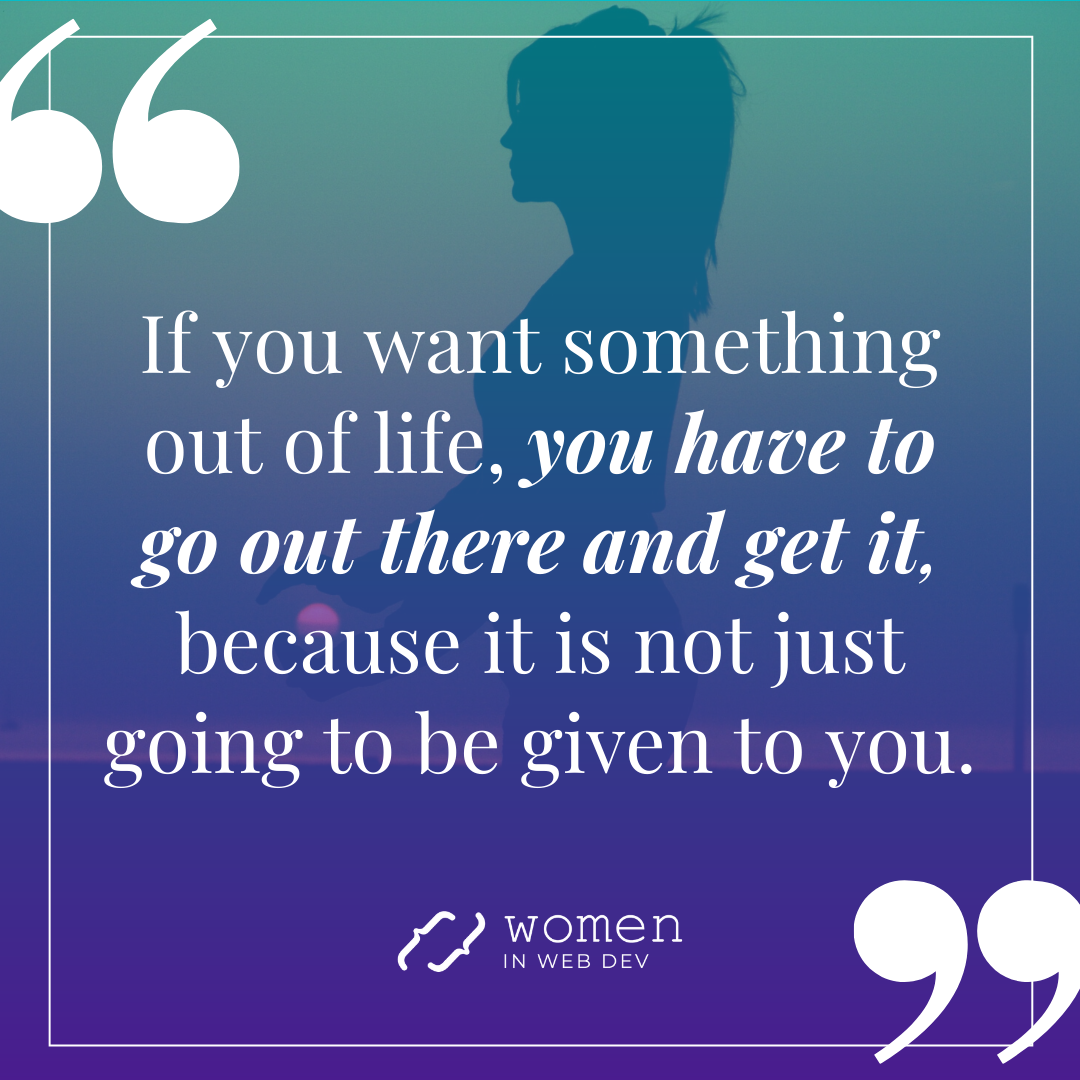 “
If you want something
out of life, you have to
go out there and get it,
because it is not just
going to be given to you.
{} women
IN WEB DEV
”